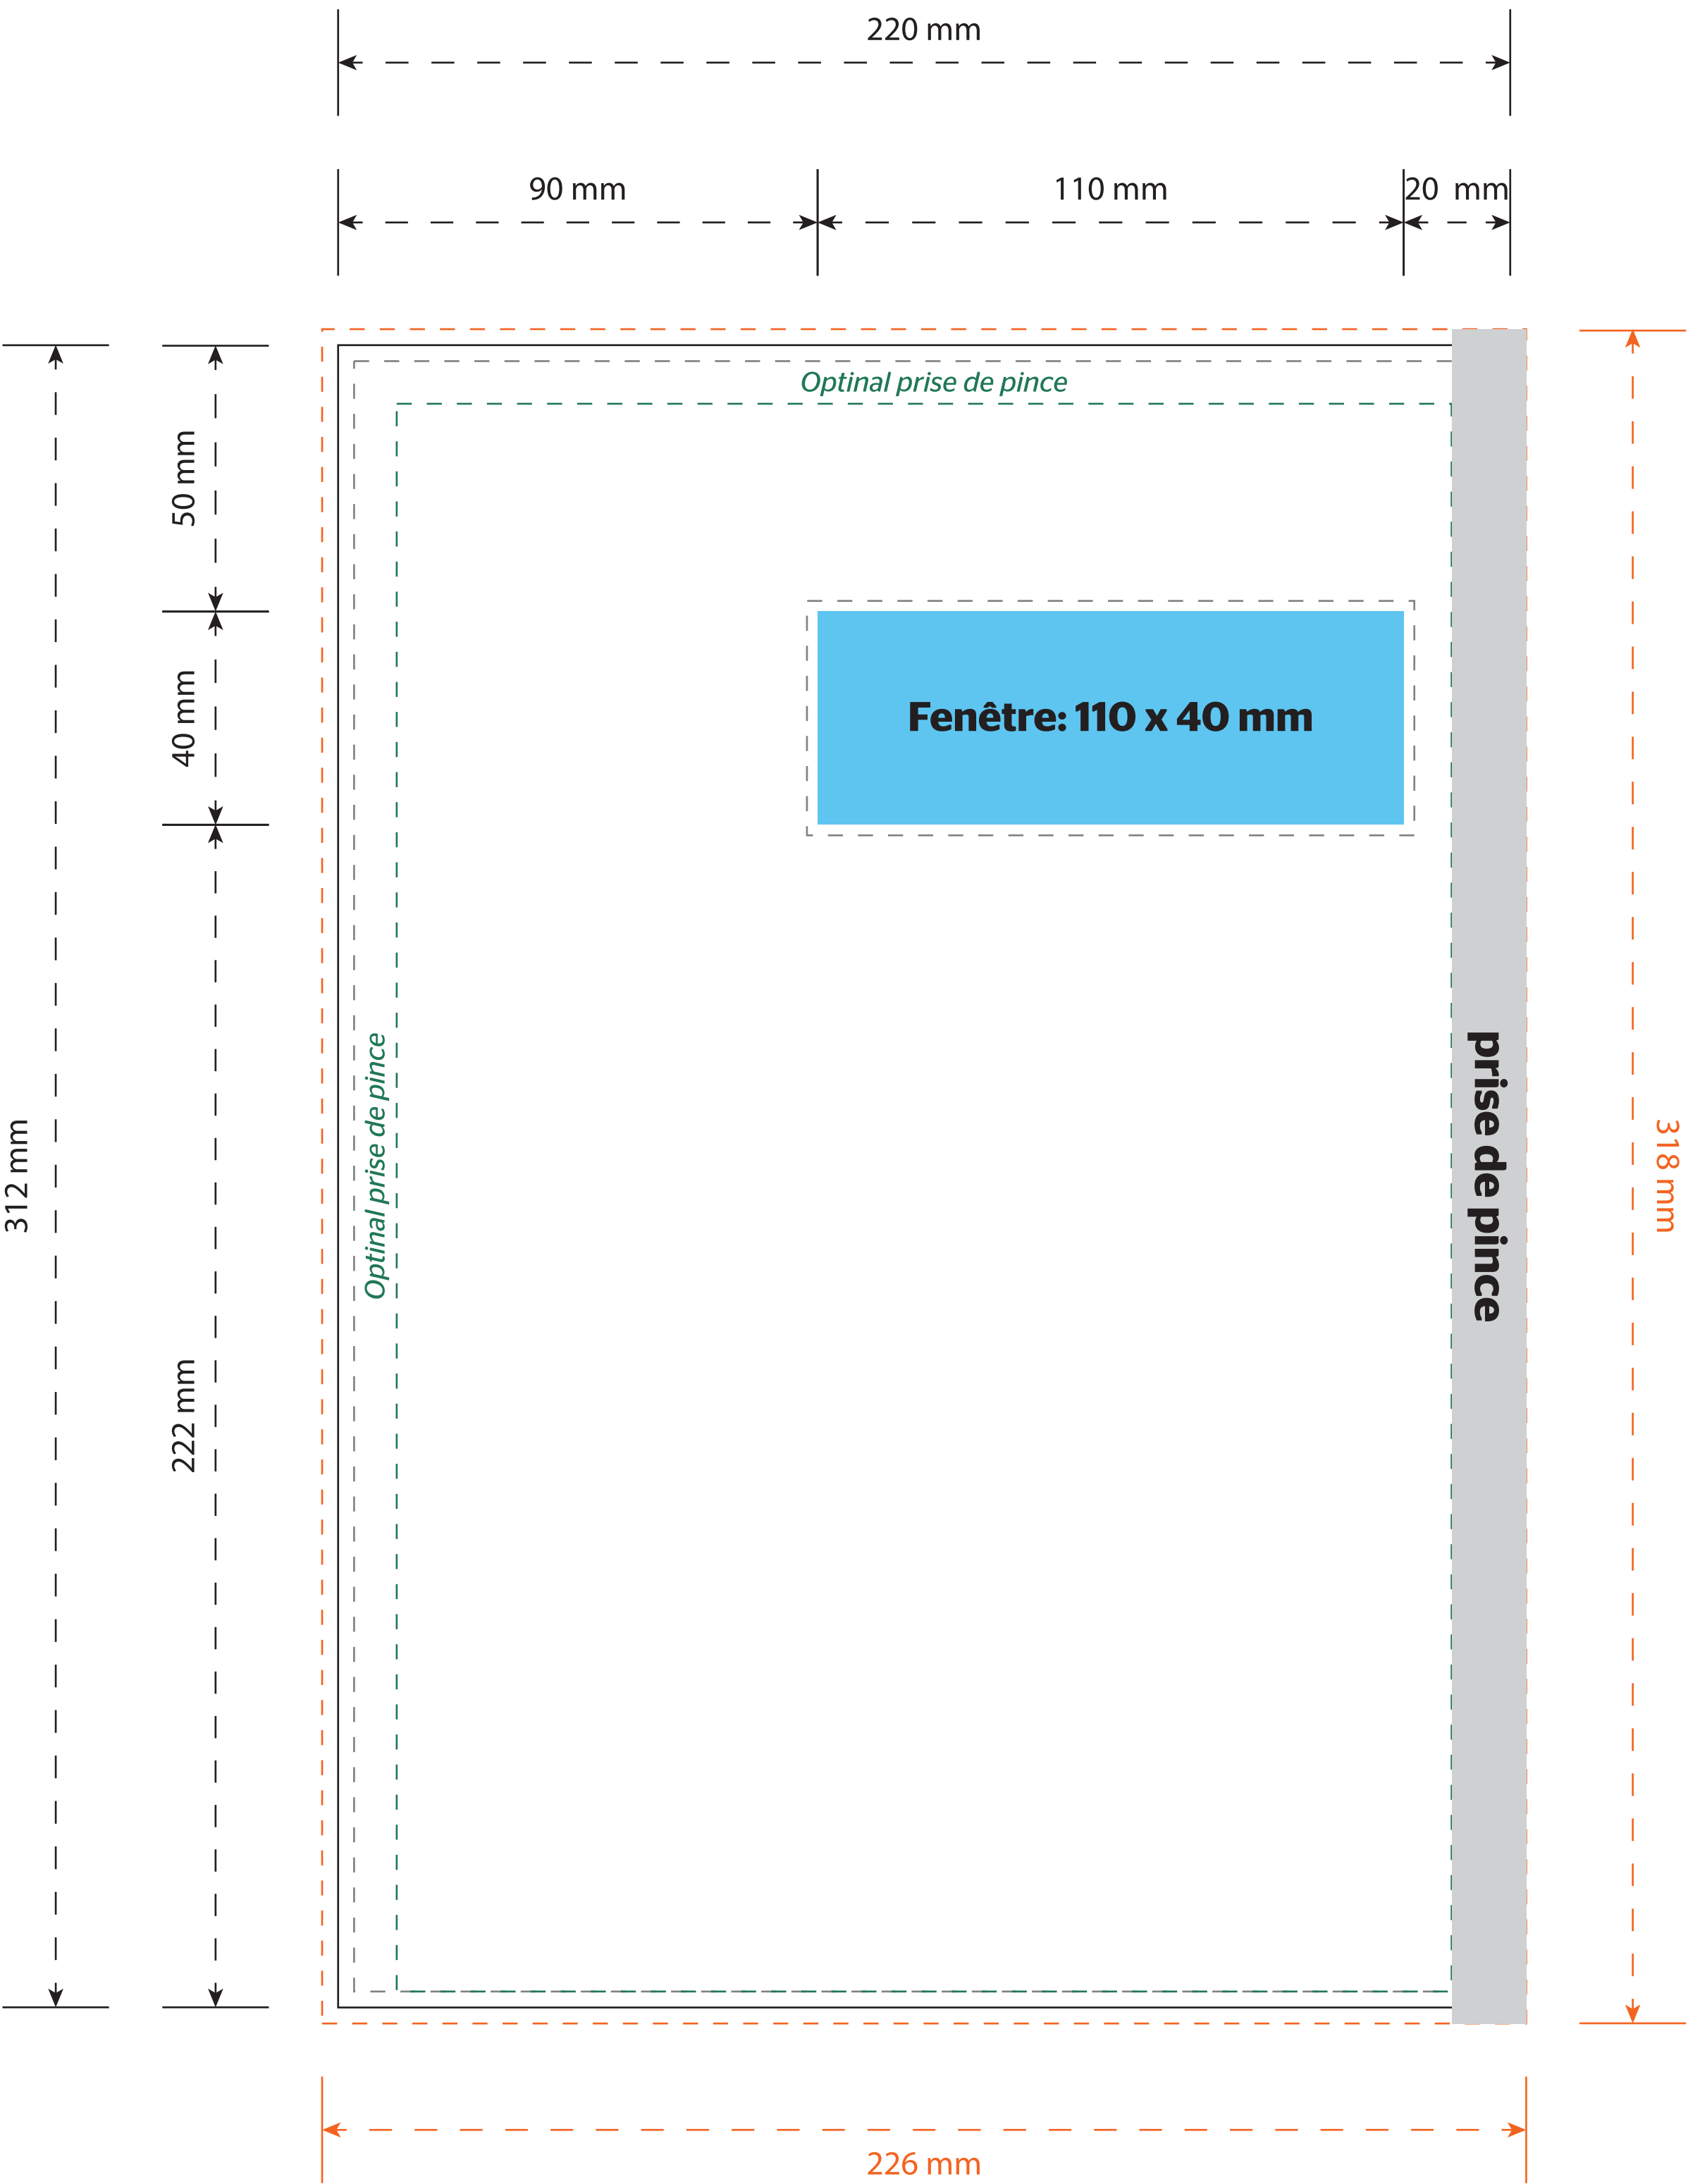 220 mm
90 mm
110 mm
20 mm
Optinal prise de pince
50 mm
40 mm
Fenêtre: 110 x 40 mm
Optinal prise de pince
prise de pince
312 mm
318 mm
222 mm
226 mm